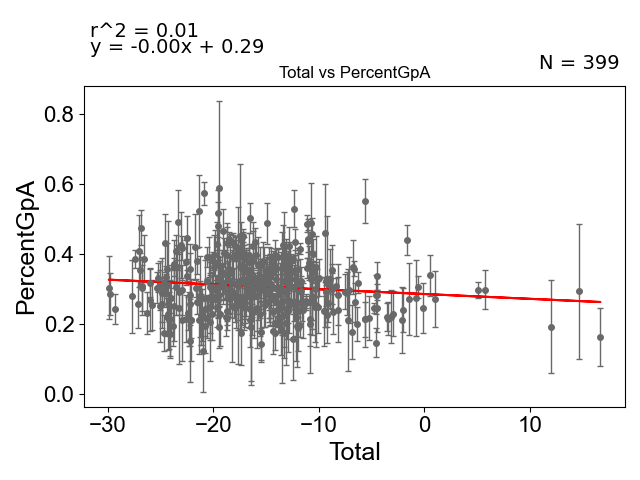 r^2 = 0.01
y = -0.00x + 0.29
N = 399
Total vs PercentGpA
PercentGpA
0.8
0.6
0.4
0.2
0.0
−30
−20
−10
0
10
Total